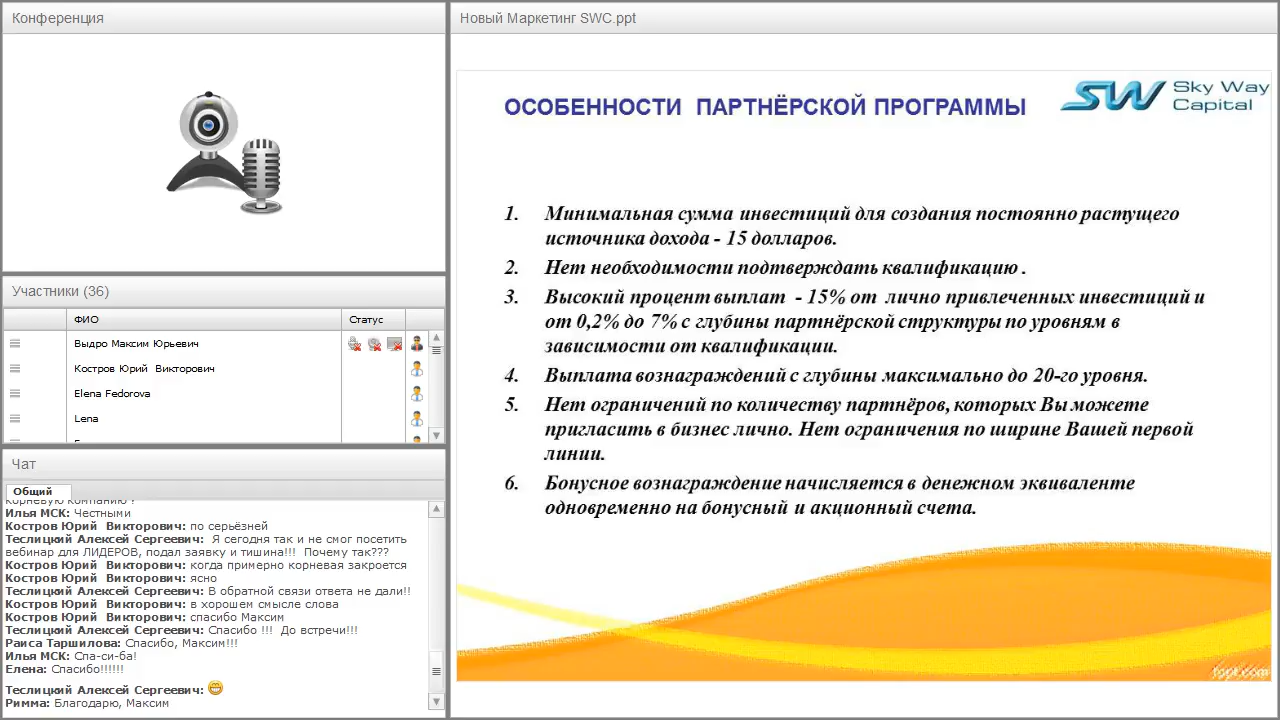 Конференция
Участники (36)
ФИО
Статус
Выдро Максим Юрьевич
Костров Юрий Викторович
Elena Fedorova
Lena
Чат
Общий
корневую компанию ?
Илья МСК: Честными
Костров Юрий Викторович: по серьёзней
Теслицкий Алексей Сергеевич: Я сегодня так и не смог посетить
вебинар для ЛИДЕРОВ, подал заявку и тишина!!! Почему так???
Костров Юрий Викторович: когда примерно корневая закроется
Костров Юрий Викторович: ясно
Теслицкий Алексей Сергеевич: В обратной связи ответа не дали!!
Костров Юрий Викторович: в хорошем смысле слова
Костров Юрий Викторович: спасибо Максим
Теслицкий Алексей Сергеевич: Спасибо !!! До встречи!!!
Раиса Таршилова: Спасибо, Максим!!!
Илья МСК: Спа-си-ба!
Елена: Спасибо!!!!!!
Теслицкий Алексей Сергеевич:
Римма: Благодарю, Максим
Новый Маркетинг SWC.ppt
ОСОБЕННОСТИ ПАРТНЁРСКОЙ ПРОГРАММЫ
SW Sky Way
Capital
1. Минимальная сумма инвестиций для создания постоянно растущего
источника дохода - 15 долларов.
2. Нет необходимости подтверждать квалификацию .
3. Высокий процент выплат - 15% от лично привлеченных инвестиций и
от 0,2% до 7% с глубины партнёрской структуры по уровням в
зависимости от квалификации.
4. Выплата вознаграждений с глубины максимально до 20-го уровня.
5. Нет ограничений по количеству партнёров, которых Вы можете
пригласить в бизнес лично. Нет ограничения по ширине Вашей первой
линии.
6. Бонусное вознаграждение начисляется в денежном эквиваленте
одновременно на бонусный и акционный счета.
fppt.com